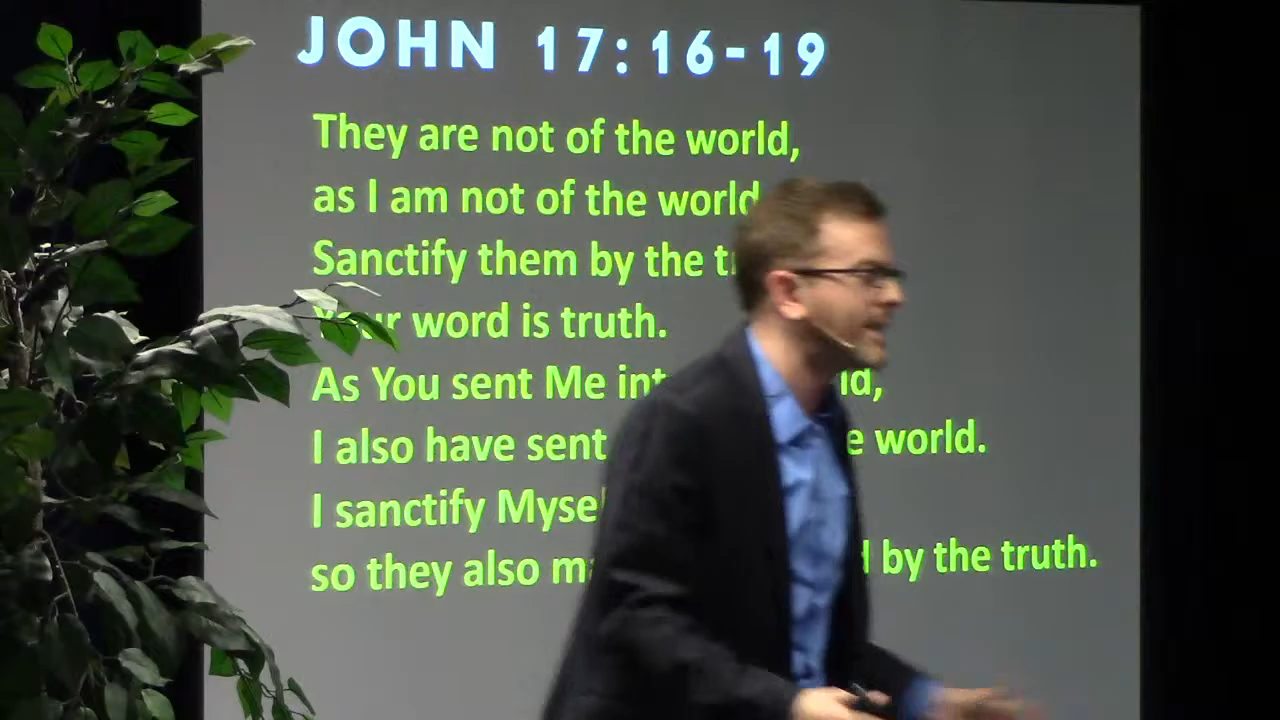 JOHN 17:16-19
They are not of the world,
as I am not of the world
Sanctify them by the
Your word is truth.
As You sent Me
I also have sent world.
I sanctify
so they also by the truth.